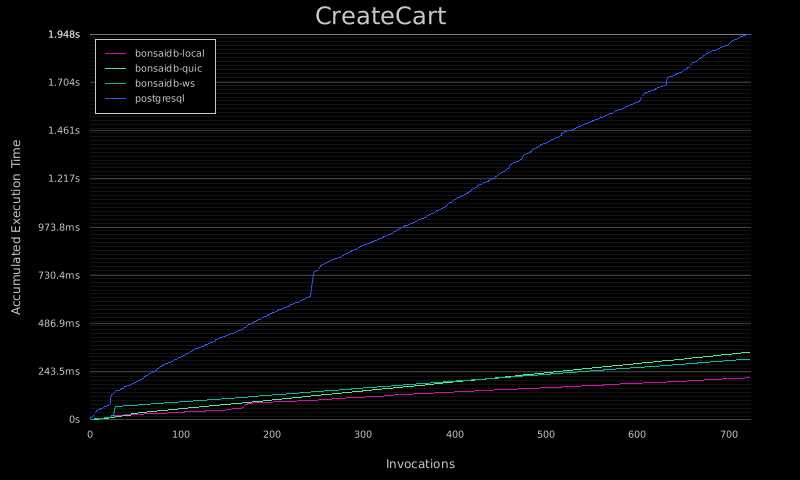 CreateCart
1.948s
1.704s
1.461s
1.217s
973.8ms
730.4ms
486.9ms
243.5ms
0s
bonsaidb-local
bonsaidb-quic
bonsaidb-ws
postgresql
Accumulated Execution Time
0 100 200 300 400 500 600 700
Invocations